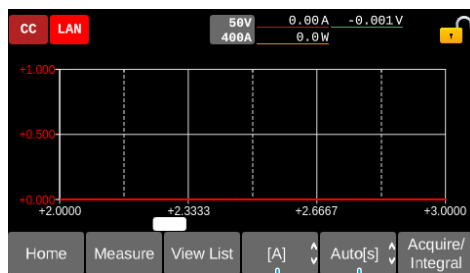 CC LAN 50V 0.00A -0.001V
400A 0.0W
+1.000
+0.500
+0.000
+2.0000 +2.3333 +2.6667 +3.0000
Home Measure View List [A] Auto[s] Acquire/
Integral